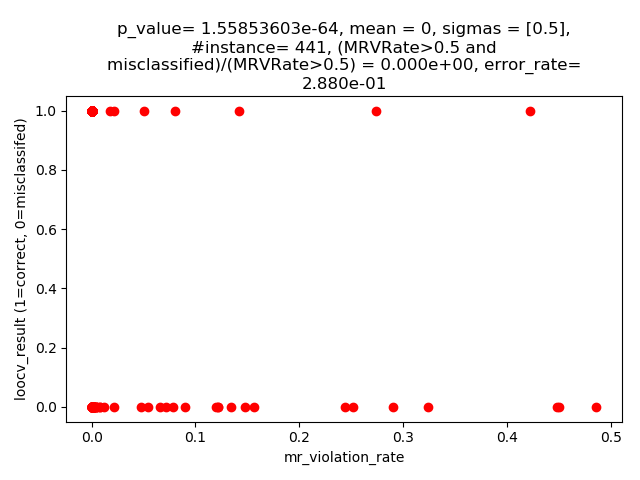 p_value= 1.55853603e-64, mean = 0, sigmas = [0.5],
#instance= 441, (MRVRate>0.5 and
misclassified)/(MRVRate>0.5) = 0.000e+00, error_rate=
2.880e-01
loocv_result (1=correct, 0=misclassifed)
1.0
0.8
0.6
0.4
0.2
0.0
0.0 0.1 0.2 0.3 0.4 0.5
mr_violation_rate